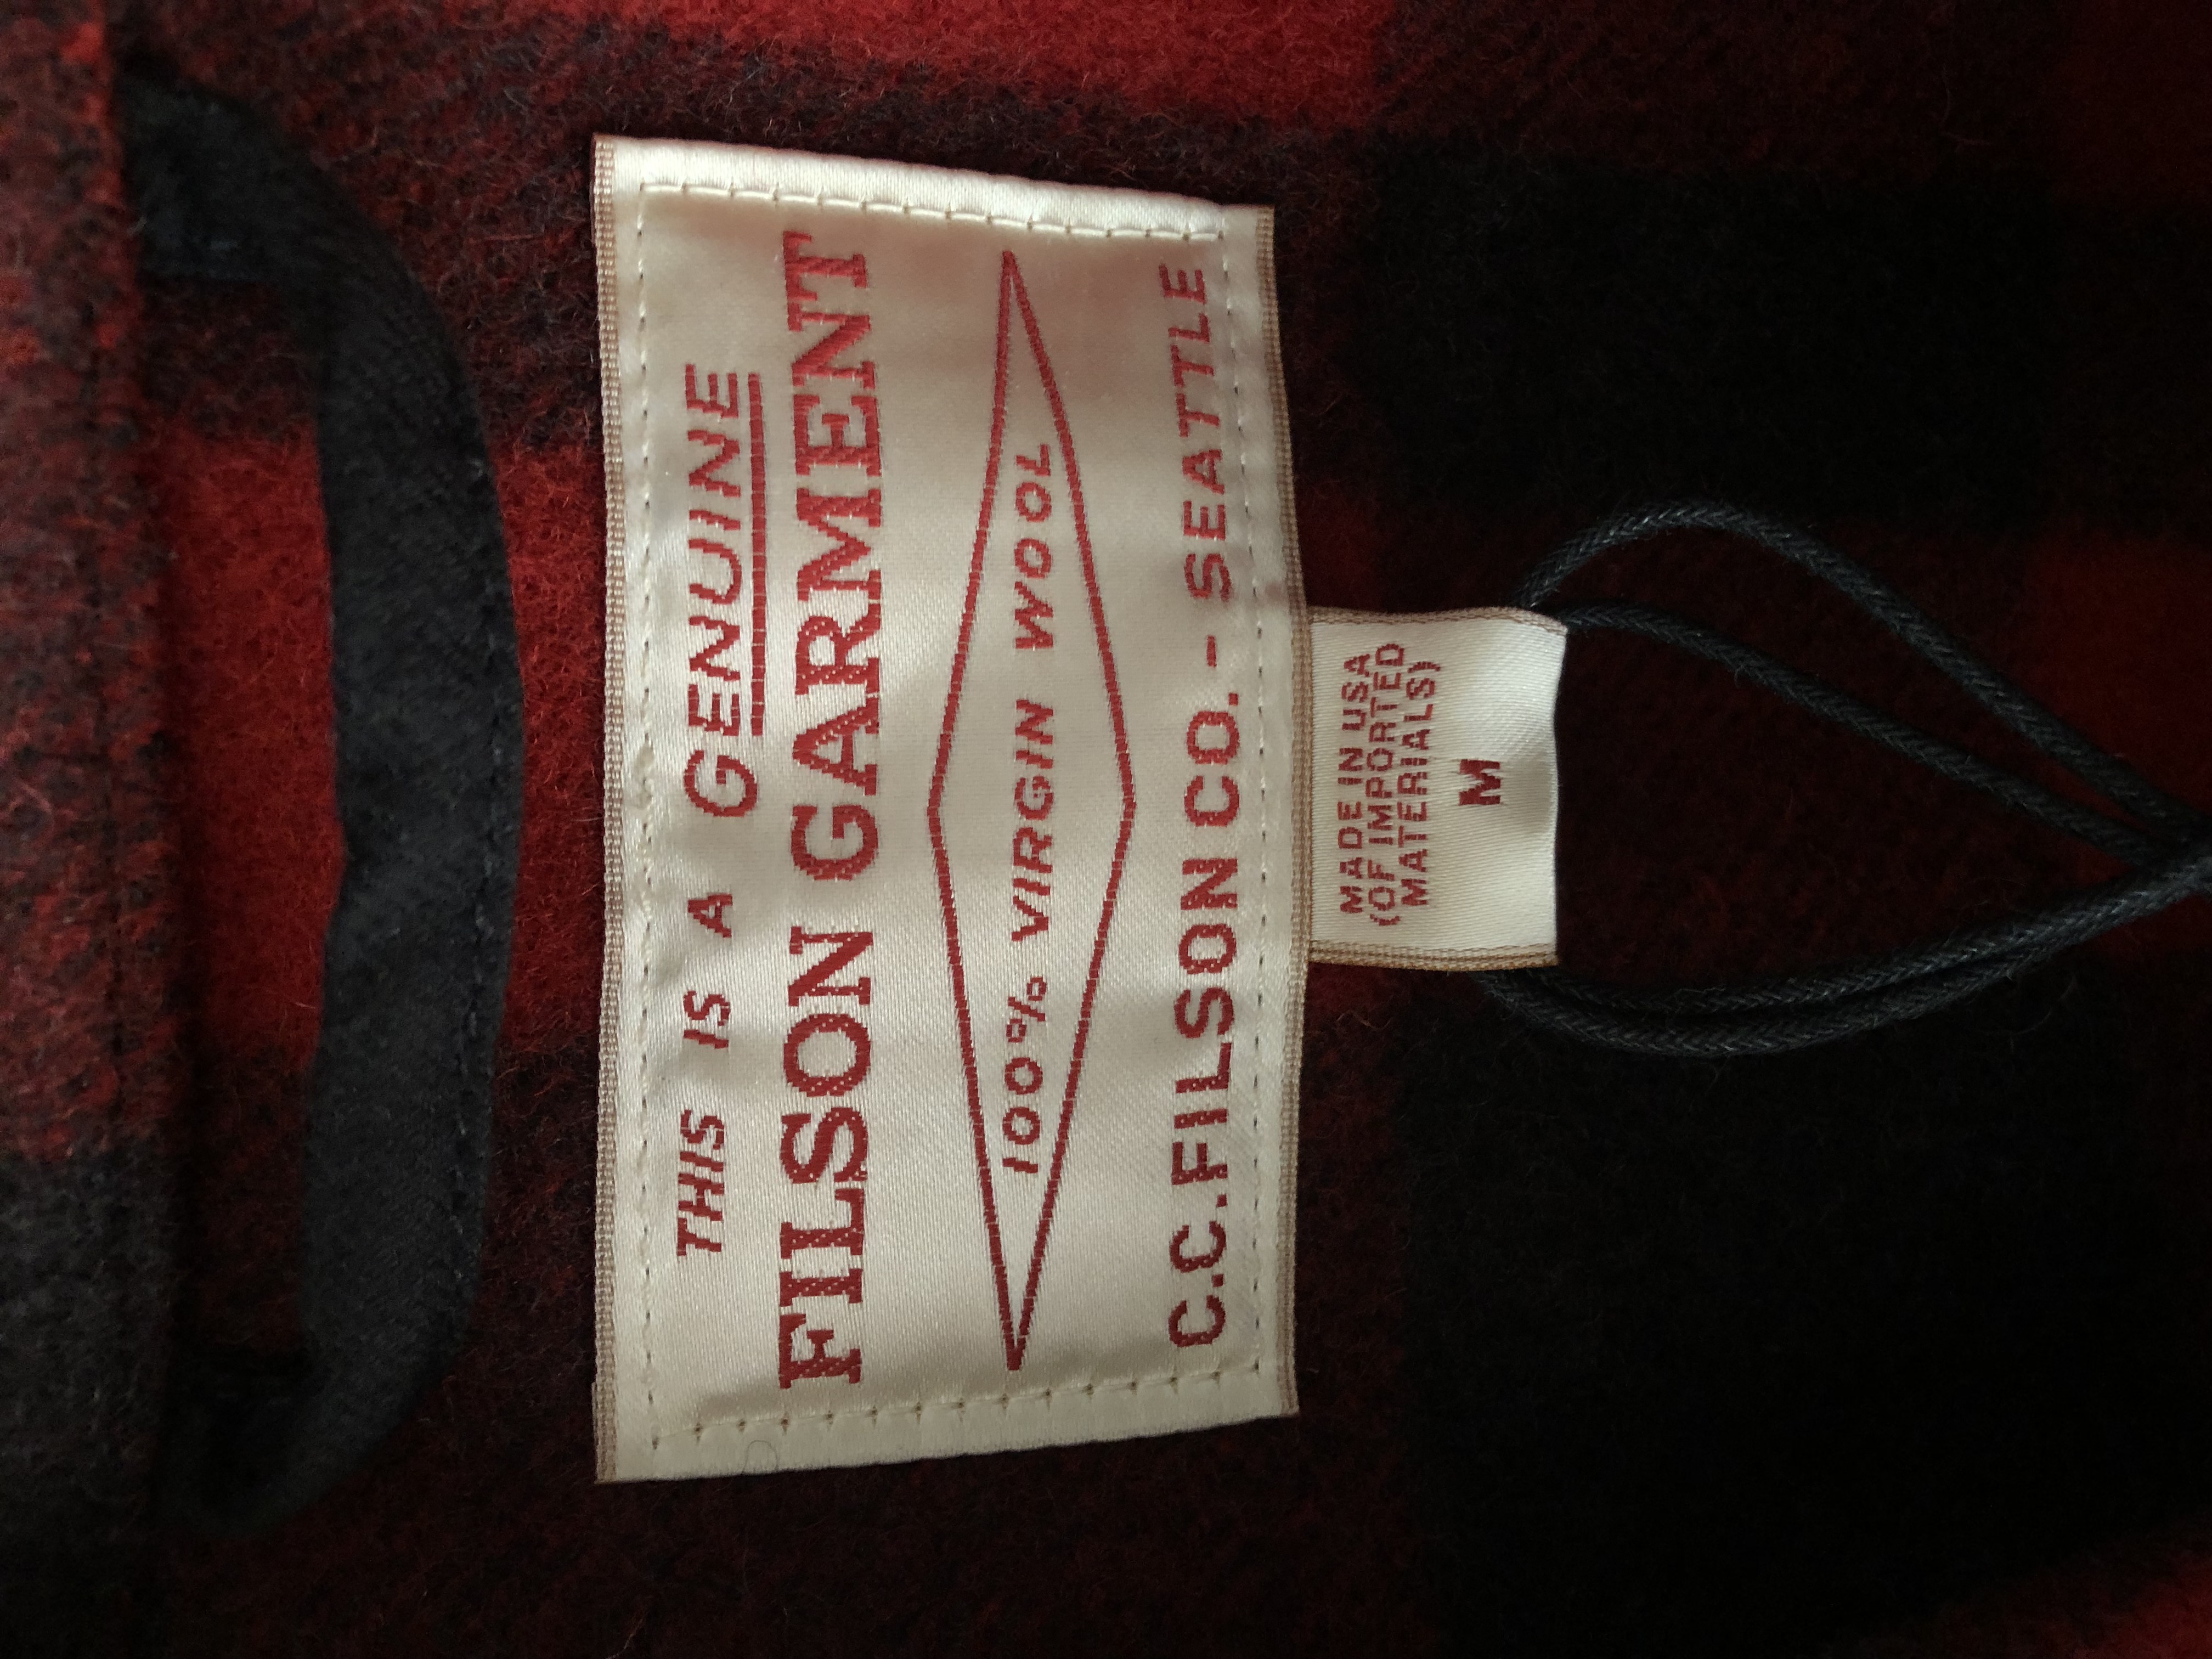 THIS IS A GENUINE
FILSON GARMENT
100% VIRGIN WOOL
C.C.FILSON CO. - SEATTLE
MADE IN USA
(OF IMPORTED
MATERIALS)
M